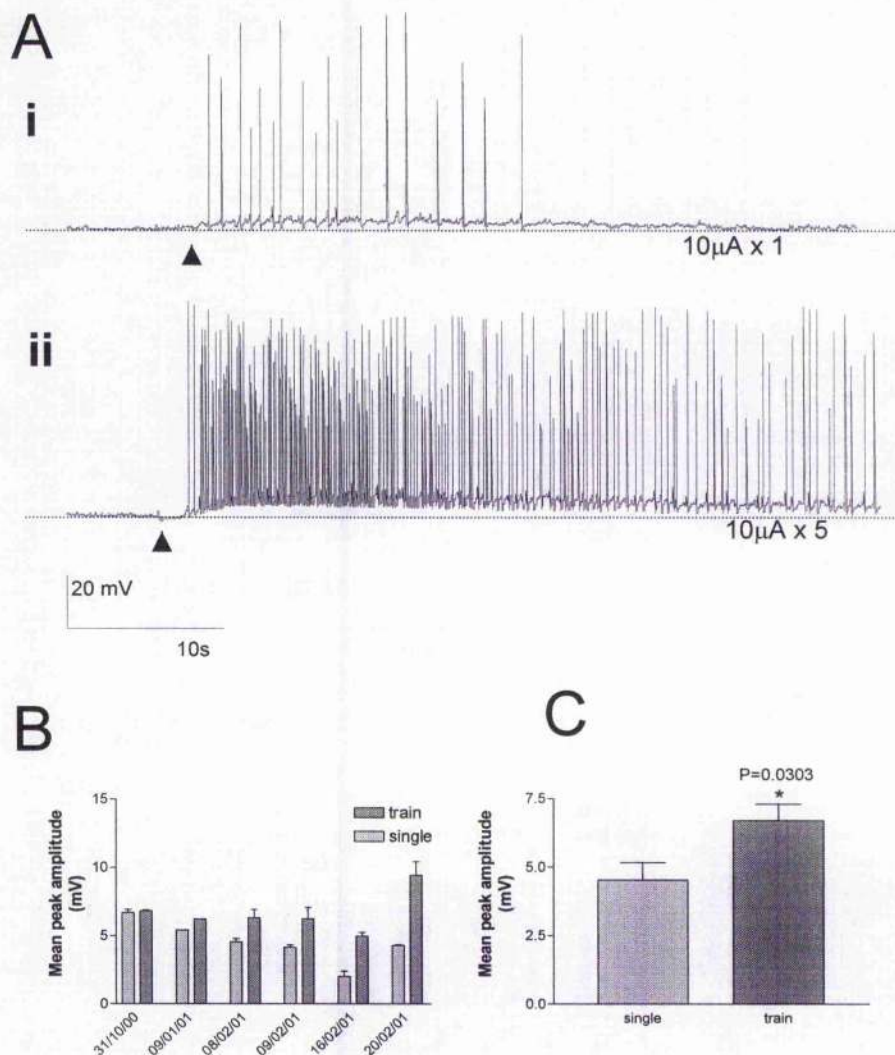 A
i
10µA x 1
ii
10µA x 5
20 mV
10s
B
Mean peak amplitude
(mV)
15
10
5
0
train
single
31/10/00
09/01/01
08/02/01
09/02/01
16/02/01
20/02/01
C
Mean peak amplitude
(mV)
7.5
5.0
2.5
0.0
P=0.0303
*
single
train